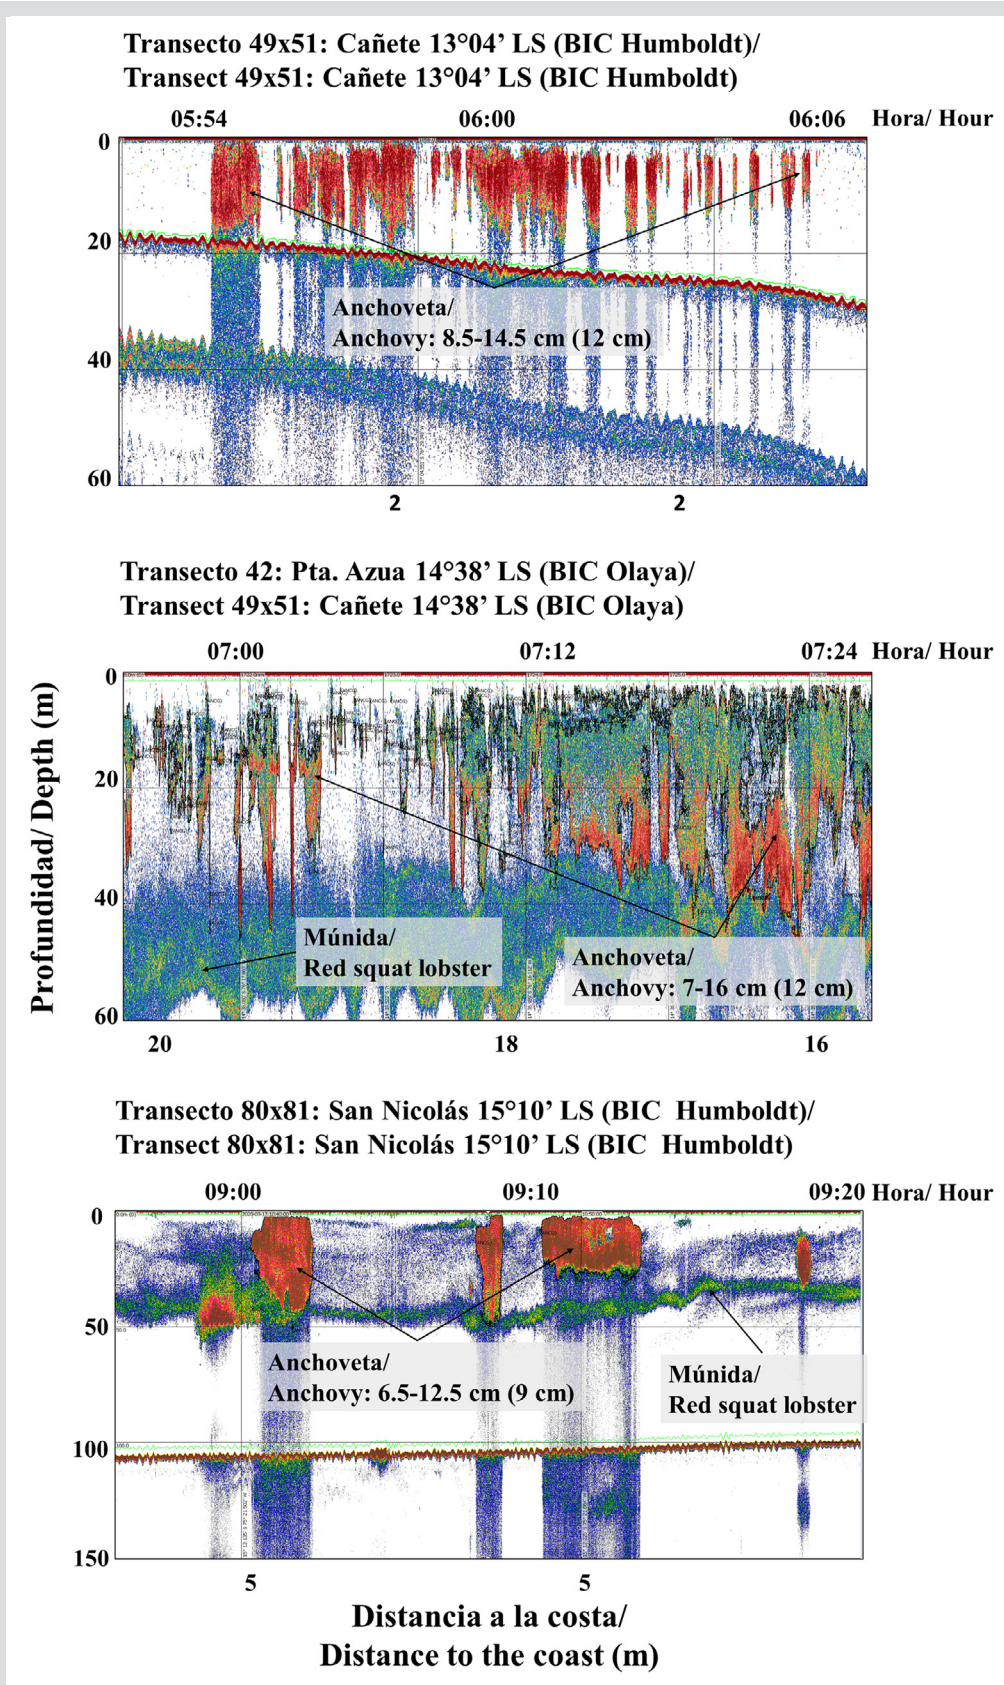 Transecto 49x51: Cañete 13°04’ LS (BIC Humboldt)/
Transect 49x51: Cañete 13°04’ LS (BIC Humboldt)
05:54 06:00 06:06 Hora/ Hour
0
20
40
60
Anchoveta/
Anchovy: 8.5-14.5 cm (12 cm)
2 2
Transecto 42: Pta. Azua 14°38’ LS (BIC Olaya)/
Transect 49x51: Cañete 14°38’ LS (BIC Olaya)
07:00 07:12 07:24 Hora/ Hour
0
20
40
60
Profundidad/ Depth (m)
Múnida/
Red squat lobster
Anchoveta/
Anchovy: 7-16 cm (12 cm)
20 18 16
Transecto 80x81: San Nicolás 15°10’ LS (BIC Humboldt)/
Transect 80x81: San Nicolás 15°10’ LS (BIC Humboldt)
09:00 09:10 09:20 Hora/ Hour
0
50
100
150
Anchoveta/
Anchovy: 6.5-12.5 cm (9 cm)
Múnida/
Red squat lobster
5 5
Distancia a la costa/
Distance to the coast (m)